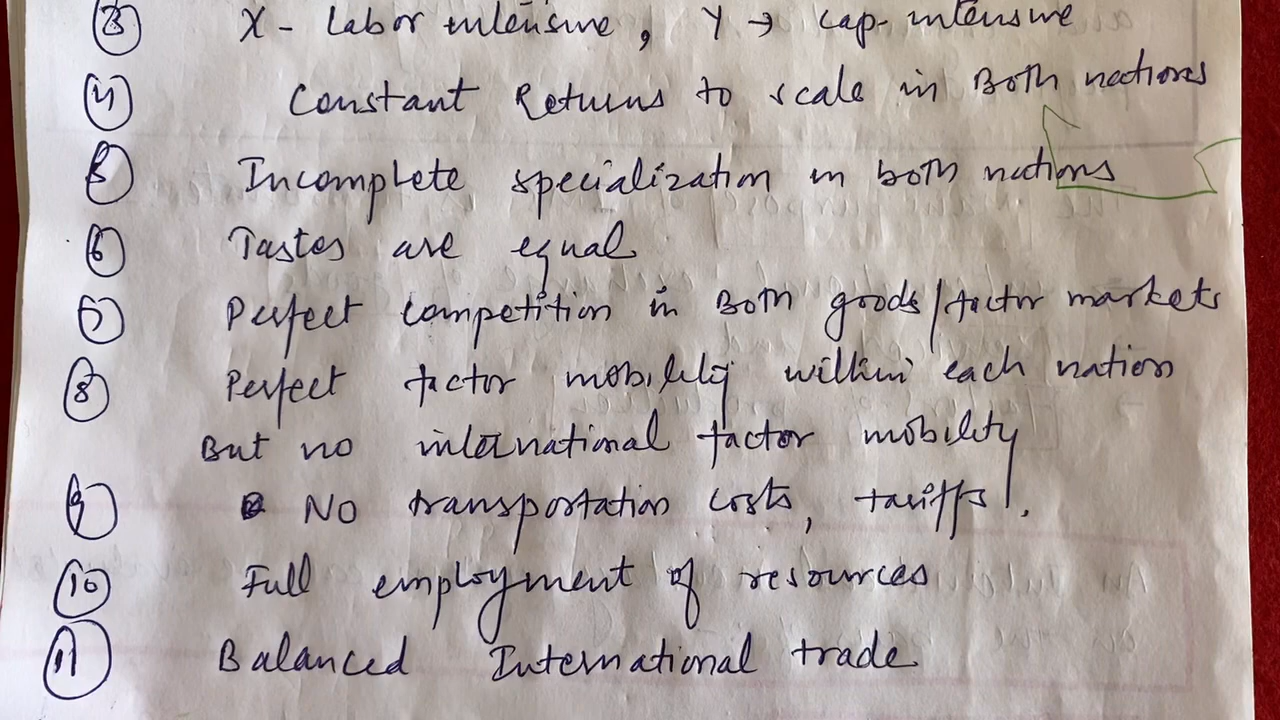 ③ X - Labor intensive, Y → Cap-intensive
④ Constant Returns to scale in Both nations
⑤ Incomplete specialization in both nations
⑥ Tastes are equal
⑦ Perfect competition in Both goods/factor markets
⑧ Perfect factor mobility within each nation
But no international factor mobility
⑨ No transportation costs, tariffs.
⑩ Full employment of resources
⑪ Balanced International trade